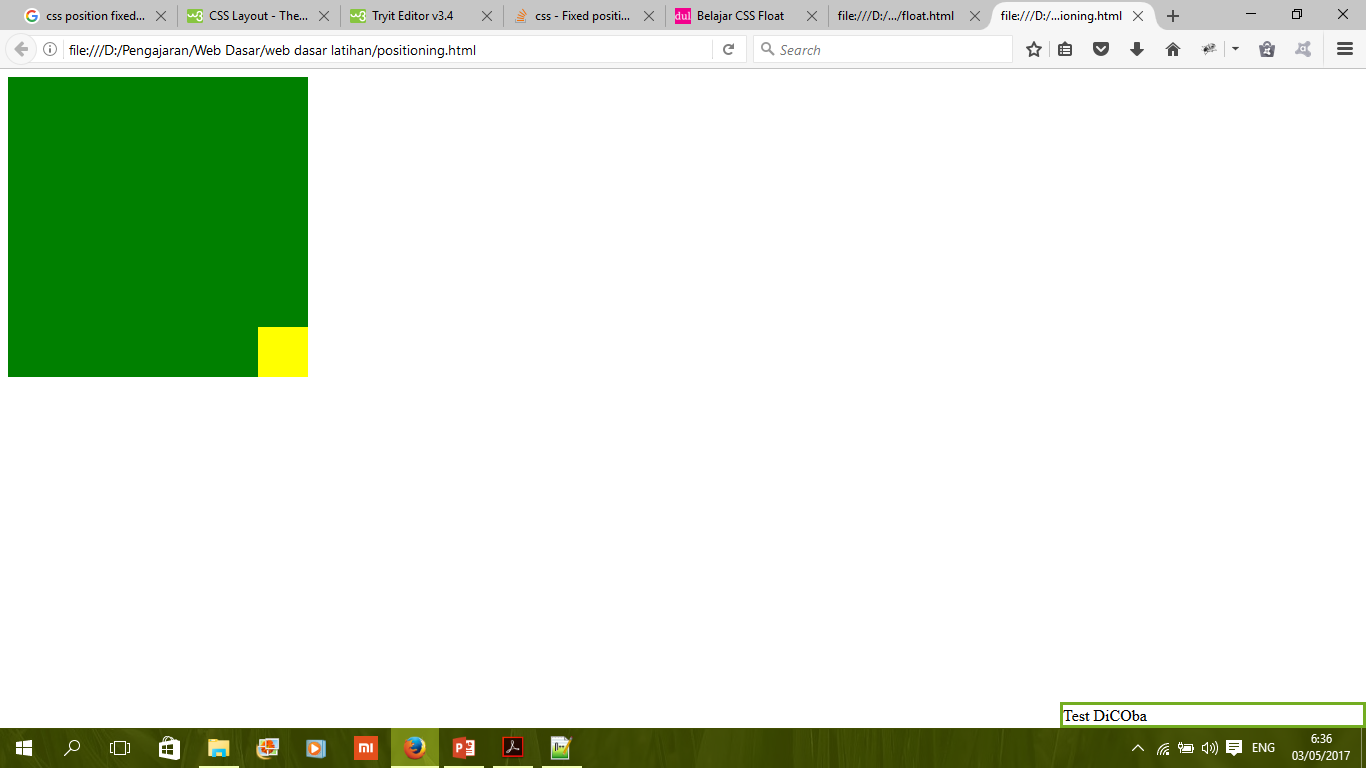 css position fixed...
CSS Layout - The...
Tryit Editor v3.4
css - Fixed positi...
dul
Belajar CSS Float
file:///D:/.../float.html
file:///D:/...ioning.html
file:///D:/Pengajaran/Web Dasar/web dasar latihan/positioning.html
Search
Test DiCOba
ENG
6:36
03/05/2017